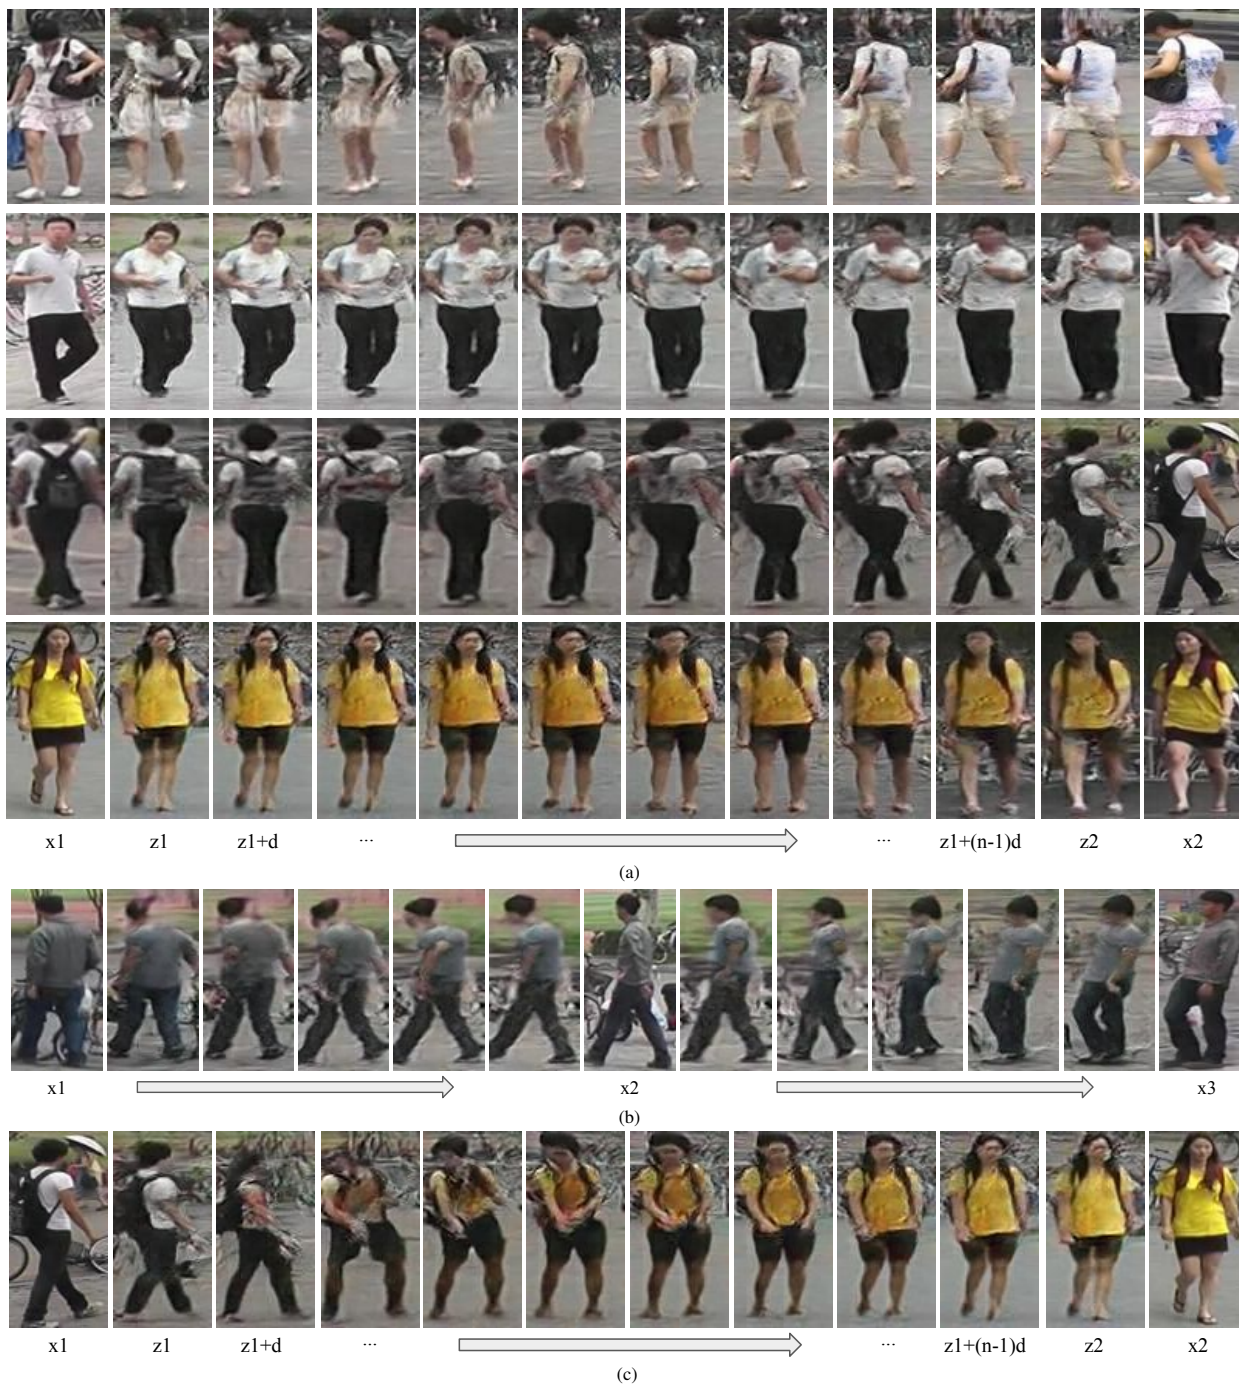 x1 z1 z1+d ... ... z1+(n-1)d z2 x2
(a)
x1 x2 x3
(b)
x1 z1 z1+d ... ... z1+(n-1)d z2 x2
(c)